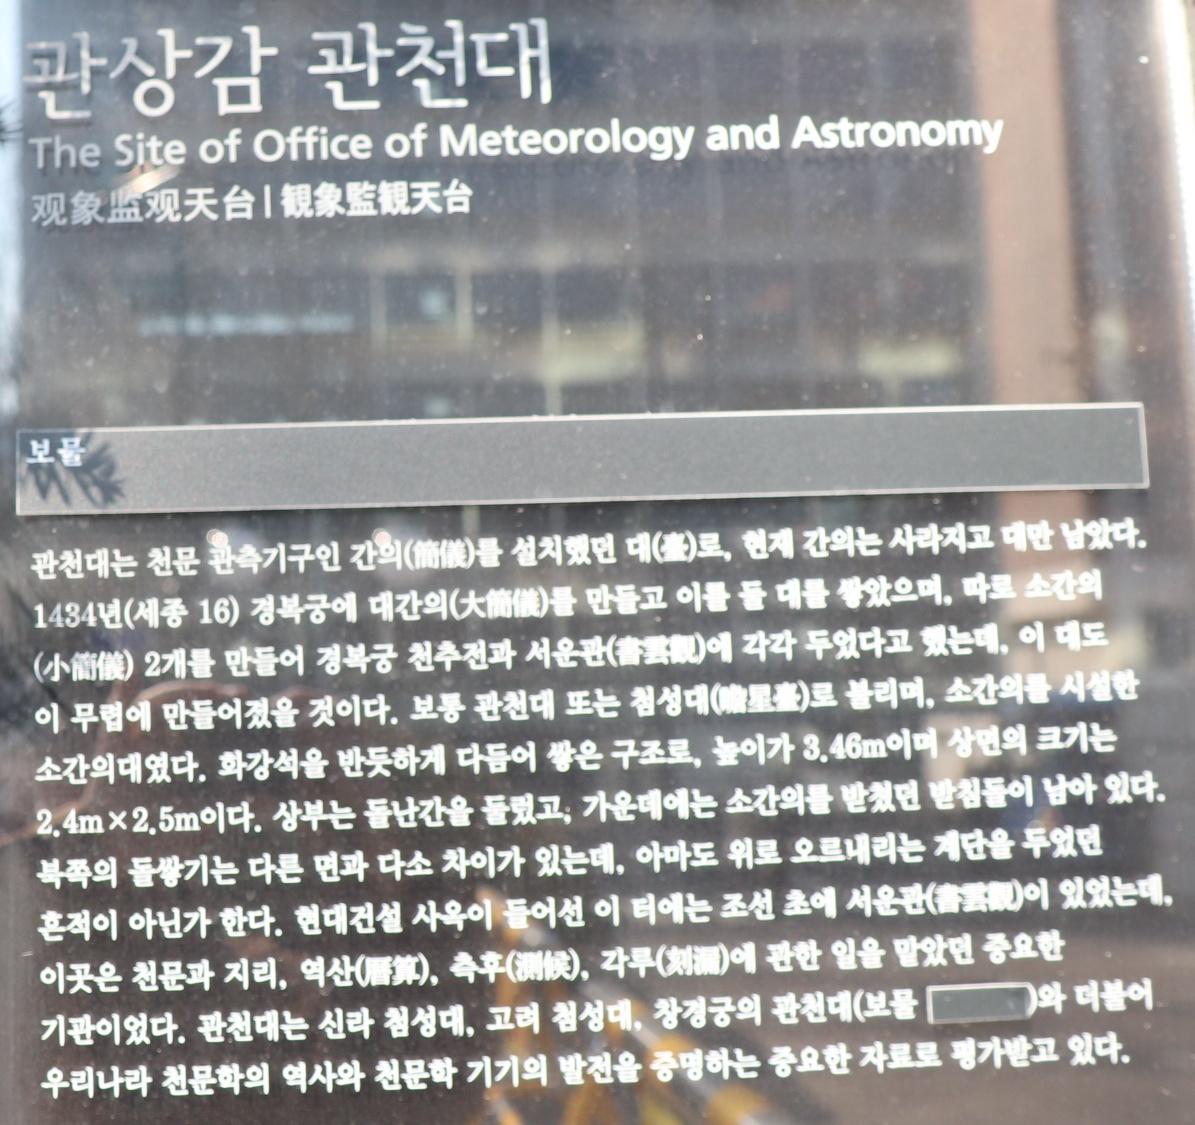 관상감 관천대
The Site of Office of Meteorology and Astronomy
观象监观天台 | 観象監観天台
보물
관천대는 천문 관측기구인 간의(簡儀)를 설치했던 대(臺)로, 현재 간의는 사라지고 대만 남았다.
1434년(세종 16) 경복궁에 대간의(大簡儀)를 만들고 이를 둘 대를 쌓았으며, 따로 소간의
(小簡儀) 2개를 만들어 경복궁 천추전과 서운관(書雲觀)에 각각 두었다고 했는데, 이 대도
이 무렵에 만들어졌을 것이다. 보통 관천대 또는 첨성대(瞻星臺)로 불리며, 소간의를 시설한
소간의대였다. 화강석을 반듯하게 다듬어 쌓은 구조로, 높이가 3.46m이며 상면의 크기는
2.4m×2.5m이다. 상부는 돌난간을 둘렀고, 가운데에는 소간의를 받쳤던 받침돌이 남아 있다.
북쪽의 돌쌓기는 다른 면과 다소 차이가 있는데, 아마도 위로 오르내리는 계단을 두었던
흔적이 아닌가 한다. 현대건설 사옥이 들어선 이 터에는 조선 초에 서운관(書雲觀)이 있었는데,
이곳은 천문과 지리, 역산(曆算), 측후(測候), 각루(刻漏)에 관한 일을 맡았던 중요한
기관이었다. 관천대는 신라 첨성대, 고려 첨성대, 창경궁의 관천대(보물 )와 더불어
우리나라 천문학의 역사와 천문학 기기의 발전을 증명하는 중요한 자료로 평가받고 있다.